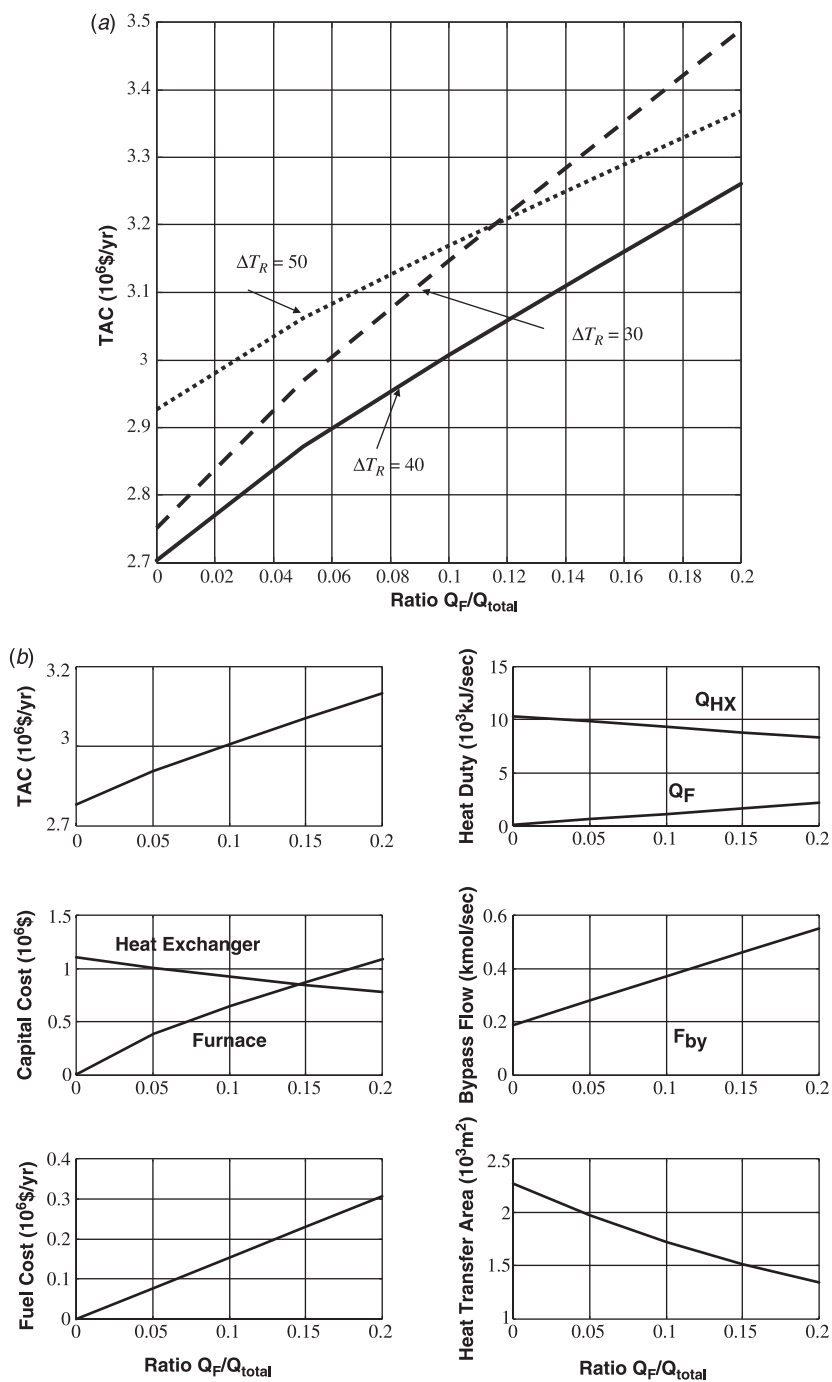 (a)
3.5
3.4
3.3
3.2
3.1
3
2.9
2.8
2.7
TAC (10⁶$/yr)
ΔT_R = 50
ΔT_R = 30
ΔT_R = 40
0 0.02 0.04 0.06 0.08 0.1 0.12 0.14 0.16 0.18 0.2
Ratio Q_F/Q_total
(b)
3.2
3
2.7
TAC (10⁶$/yr)
0 0.05 0.1 0.15 0.2
15
10
5
0
Heat Duty (10³kJ/sec)
Q_HX
Q_F
0 0.05 0.1 0.15 0.2
1.5
1
0.5
0
Capital Cost (10⁶$)
Heat Exchanger
Furnace
0 0.05 0.1 0.15 0.2
0.6
0.4
0.2
0
Bypass Flow (kmol/sec)
F_by
0 0.05 0.1 0.15 0.2
0.4
0.3
0.2
0.1
0
Fuel Cost (10⁶$/yr)
0 0.05 0.1 0.15 0.2
Ratio Q_F/Q_total
2.5
2
1.5
1
Heat Transfer Area (10³m²)
0 0.05 0.1 0.15 0.2
Ratio Q_F/Q_total